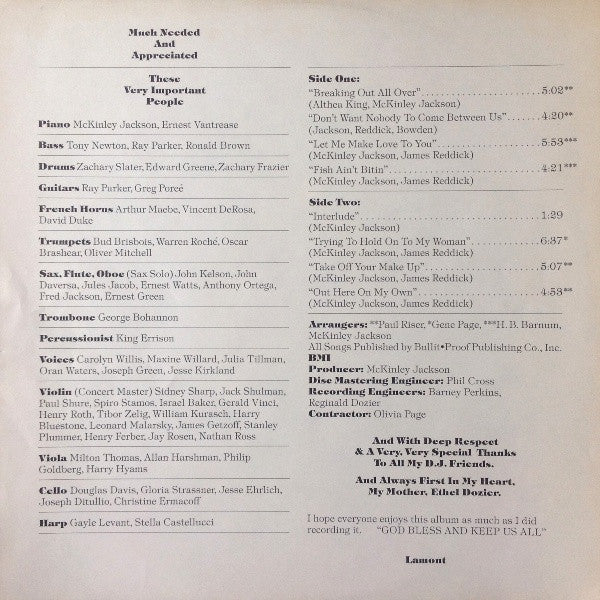 Much Needed
And
Appreciated
These
Very Important
People
Piano McKinley Jackson, Ernest Vantrease
Bass Tony Newton, Ray Parker, Ronald Brown
Drums Zachary Slater, Edward Greene, Zachary Frazier
Guitars Ray Parker, Greg Poreé
French Horns Arthur Maebe, Vincent DeRosa,
David Duke
Trumpets Bud Brisbois, Warren Roché, Oscar
Brashear, Oliver Mitchell
Sax, Flute, Oboe (Sax Solo) John Kelson, John
Daversa, Jules Jacob, Ernest Watts, Anthony Ortega,
Fred Jackson, Ernest Green
Trombone George Bohannon
Percussionist King Errison
Voices Carolyn Willis, Maxine Willard, Julia Tillman,
Oran Waters, Joseph Green, Jesse Kirkland
Violin (Concert Master) Sidney Sharp, Jack Shulman,
Paul Shure, Spiro Stamos, Israel Baker, Gerald Vinci,
Henry Roth, Tibor Zelig, William Kurasch, Harry
Bluestone, Leonard Malarsky, James Getzoff, Stanley
Plummer, Henry Ferber, Jay Rosen, Nathan Ross
Viola Milton Thomas, Allan Harshman, Philip
Goldberg, Harry Hyams
Cello Douglas Davis, Gloria Strassner, Jesse Ehrlich,
Joseph Ditullio, Christine Ermacoff
Harp Gayle Levant, Stella Castellucci
Side One:
“Breaking Out All Over”..........................5:02**
(Althea King, McKinley Jackson)
“Don't Want Nobody To Come Between Us”.......4:20**
(Jackson, Reddick, Bowden)
“Let Me Make Love To You”......................5:53***
(McKinley Jackson, James Reddick)
“Fish Ain't Bitin”................................4:21***
(McKinley Jackson, James Reddick)
Side Two:
“Interlude”.......................................1:29
(McKinley Jackson)
“Trying To Hold On To My Woman”................6:37*
(McKinley Jackson, James Reddick)
“Take Off Your Make Up”.........................5:07**
(McKinley Jackson, James Reddick)
“Out Here On My Own”...........................4:53**
(McKinley Jackson, James Reddick)
Arrangers: **Paul Riser, *Gene Page, ***H. B. Barnum,
McKinley Jackson
All Songs Published by Bullit•Proof Publishing Co., Inc.
BMI
Producer: McKinley Jackson
Disc Mastering Engineer: Phil Cross
Recording Engineers: Barney Perkins,
Reginald Dozier
Contractor: Olivia Page
And With Deep Respect
& A Very, Very Special Thanks
To All My D.J. Friends.
And Always First In My Heart,
My Mother, Ethel Dozier.
I hope everyone enjoys this album as much as I did
recording it. “GOD BLESS AND KEEP US ALL”
Lamont